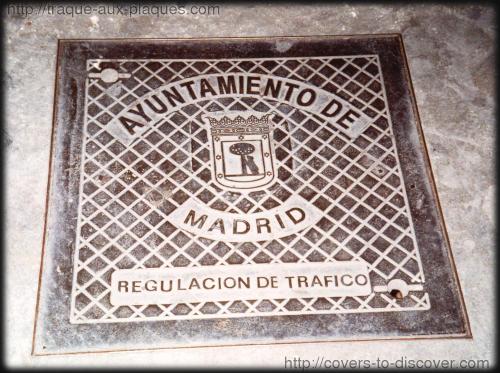 http://traque-aux-plaques.com
AYUNTAMIENTO DE
MADRID
REGULACION DE TRAFICO
http://covers-to-discover.com